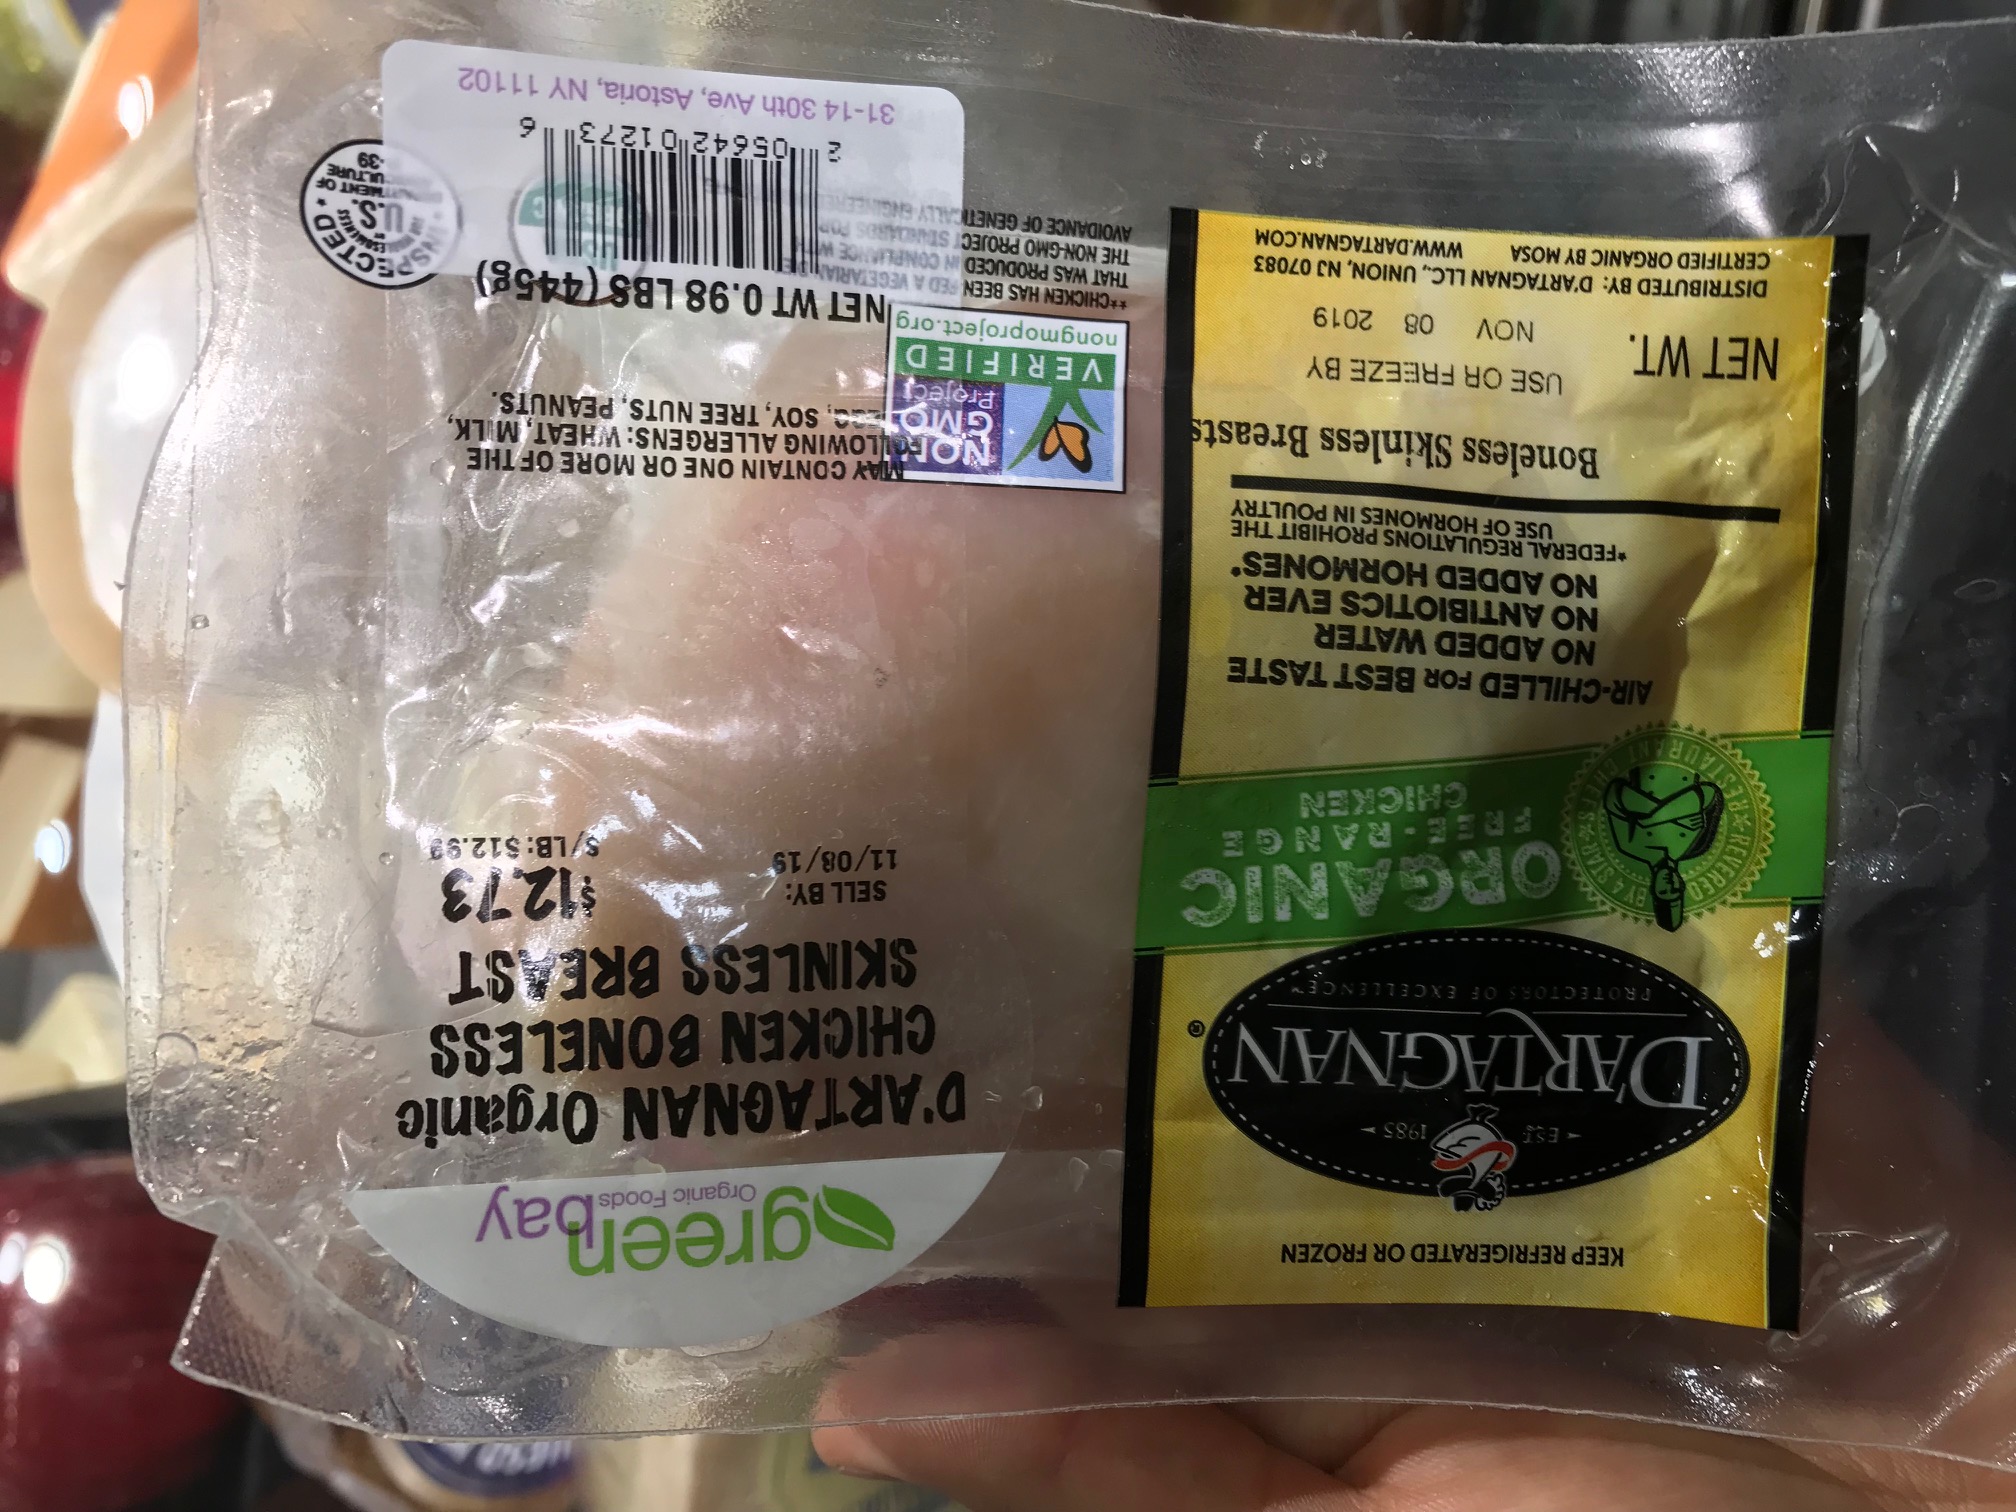 KEEP REFRIGERATED OR FROZEN
EST. 1985
D'ARTAGNAN®
PROTECTORS OF EXCELLENCE™
ORGANIC
FREE-RANGE
CHICKEN
REVERED BY 4 STAR RESTAURANT CHEFS
AIR-CHILLED FOR BEST TASTE
NO ADDED WATER
NO ANTIBIOTICS EVER
NO ADDED HORMONES*
*FEDERAL REGULATIONS PROHIBIT THE
USE OF HORMONES IN POULTRY
Boneless Skinless Breasts
USE OR FREEZE BY
NET WT. NOV 08 2019
DISTRIBUTED BY: D'ARTAGNAN LLC., UNION, NJ 07083
CERTIFIED ORGANIC BY MOSA WWW.DARTAGNAN.COM
greenbay
Organic Foods
D'ARTAGNAN Organic
CHICKEN BONELESS
SKINLESS BREAST
SELL BY: $12.73
11/08/19 $/LB: $12.99
MAY CONTAIN ONE OR MORE OF THE
FOLLOWING ALLERGENS: WHEAT, MILK,
EGG, SOY, TREE NUTS, PEANUTS.
NET WT 0.98 LBS (445g)
2 05642 01273 6
31-14 30th Ave, Astoria, NY 11102
NON
GMO
Project
VERIFIED
nongmoproject.org
**CHICKEN HAS BEEN FED A VEGETARIAN DIET
THAT WAS PRODUCED IN COMPLIANCE WITH
THE NON-GMO PROJECT STANDARDS FOR
AVOIDANCE OF GENETICALLY ENGINEERED
INSPECTED
U.S.